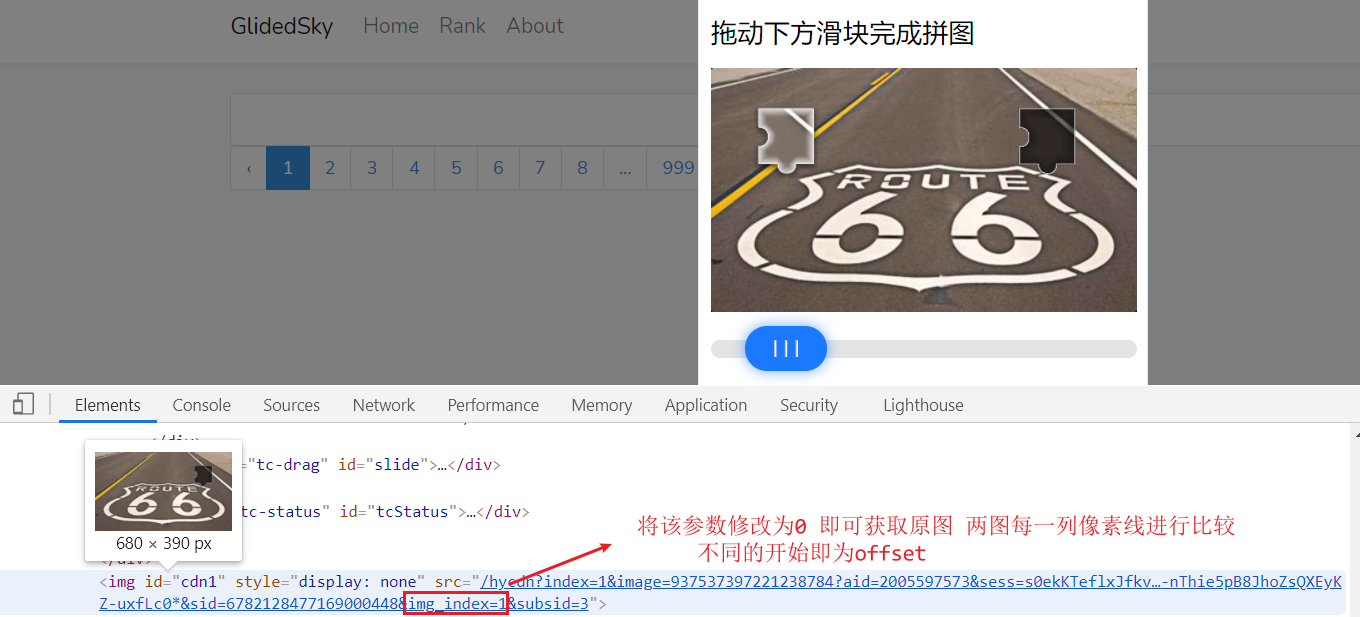 GlidedSky Home Rank About
拖动下方滑块完成拼图
‹ 1 2 3 4 5 6 7 8 ... 999
ROUTE
66
Elements Console Sources Network Performance Memory Application Security Lighthouse
="tc-drag" id="slide">…</div>
ROUTE
66
tc-status" id="tcStatus">…</div>
680 × 390 px
将该参数修改为0 即可获取原图 两图每一列像素线进行比较
不同的开始即为offset
<img id="cdn1" style="display: none" src="/hycdn?index=1&image=937537397221238784?aid=2005597573&sess=s0ekKTeflxJfkv…-nThie5pB8JhoZsQXEyK
Z-uxfLc0*&sid=6782128477169000448&img_index=1&subsid=3">